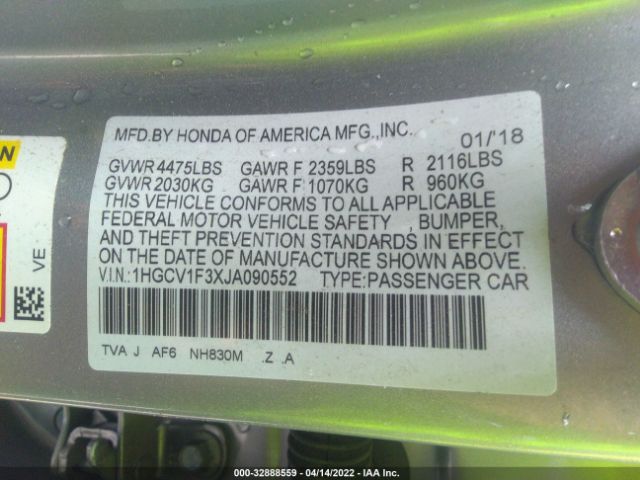 MFD.BY HONDA OF AMERICA MFG.,INC. 01/'18
GVWR 4475LBS GAWR F 2359LBS R 2116LBS
GVWR 2030KG GAWR F 1070KG R 960KG
THIS VEHICLE CONFORMS TO ALL APPLICABLE
FEDERAL MOTOR VEHICLE SAFETY , BUMPER,
AND THEFT PREVENTION STANDARDS IN EFFECT
ON THE DATE OF MANUFACTURE SHOWN ABOVE.
V.I.N.:1HGCV1F3XJA090552 TYPE:PASSENGER CAR
TVA J AF6 NH830M .Z .A
VE
000-32888559 - 04/14/2022 - IAA Inc.